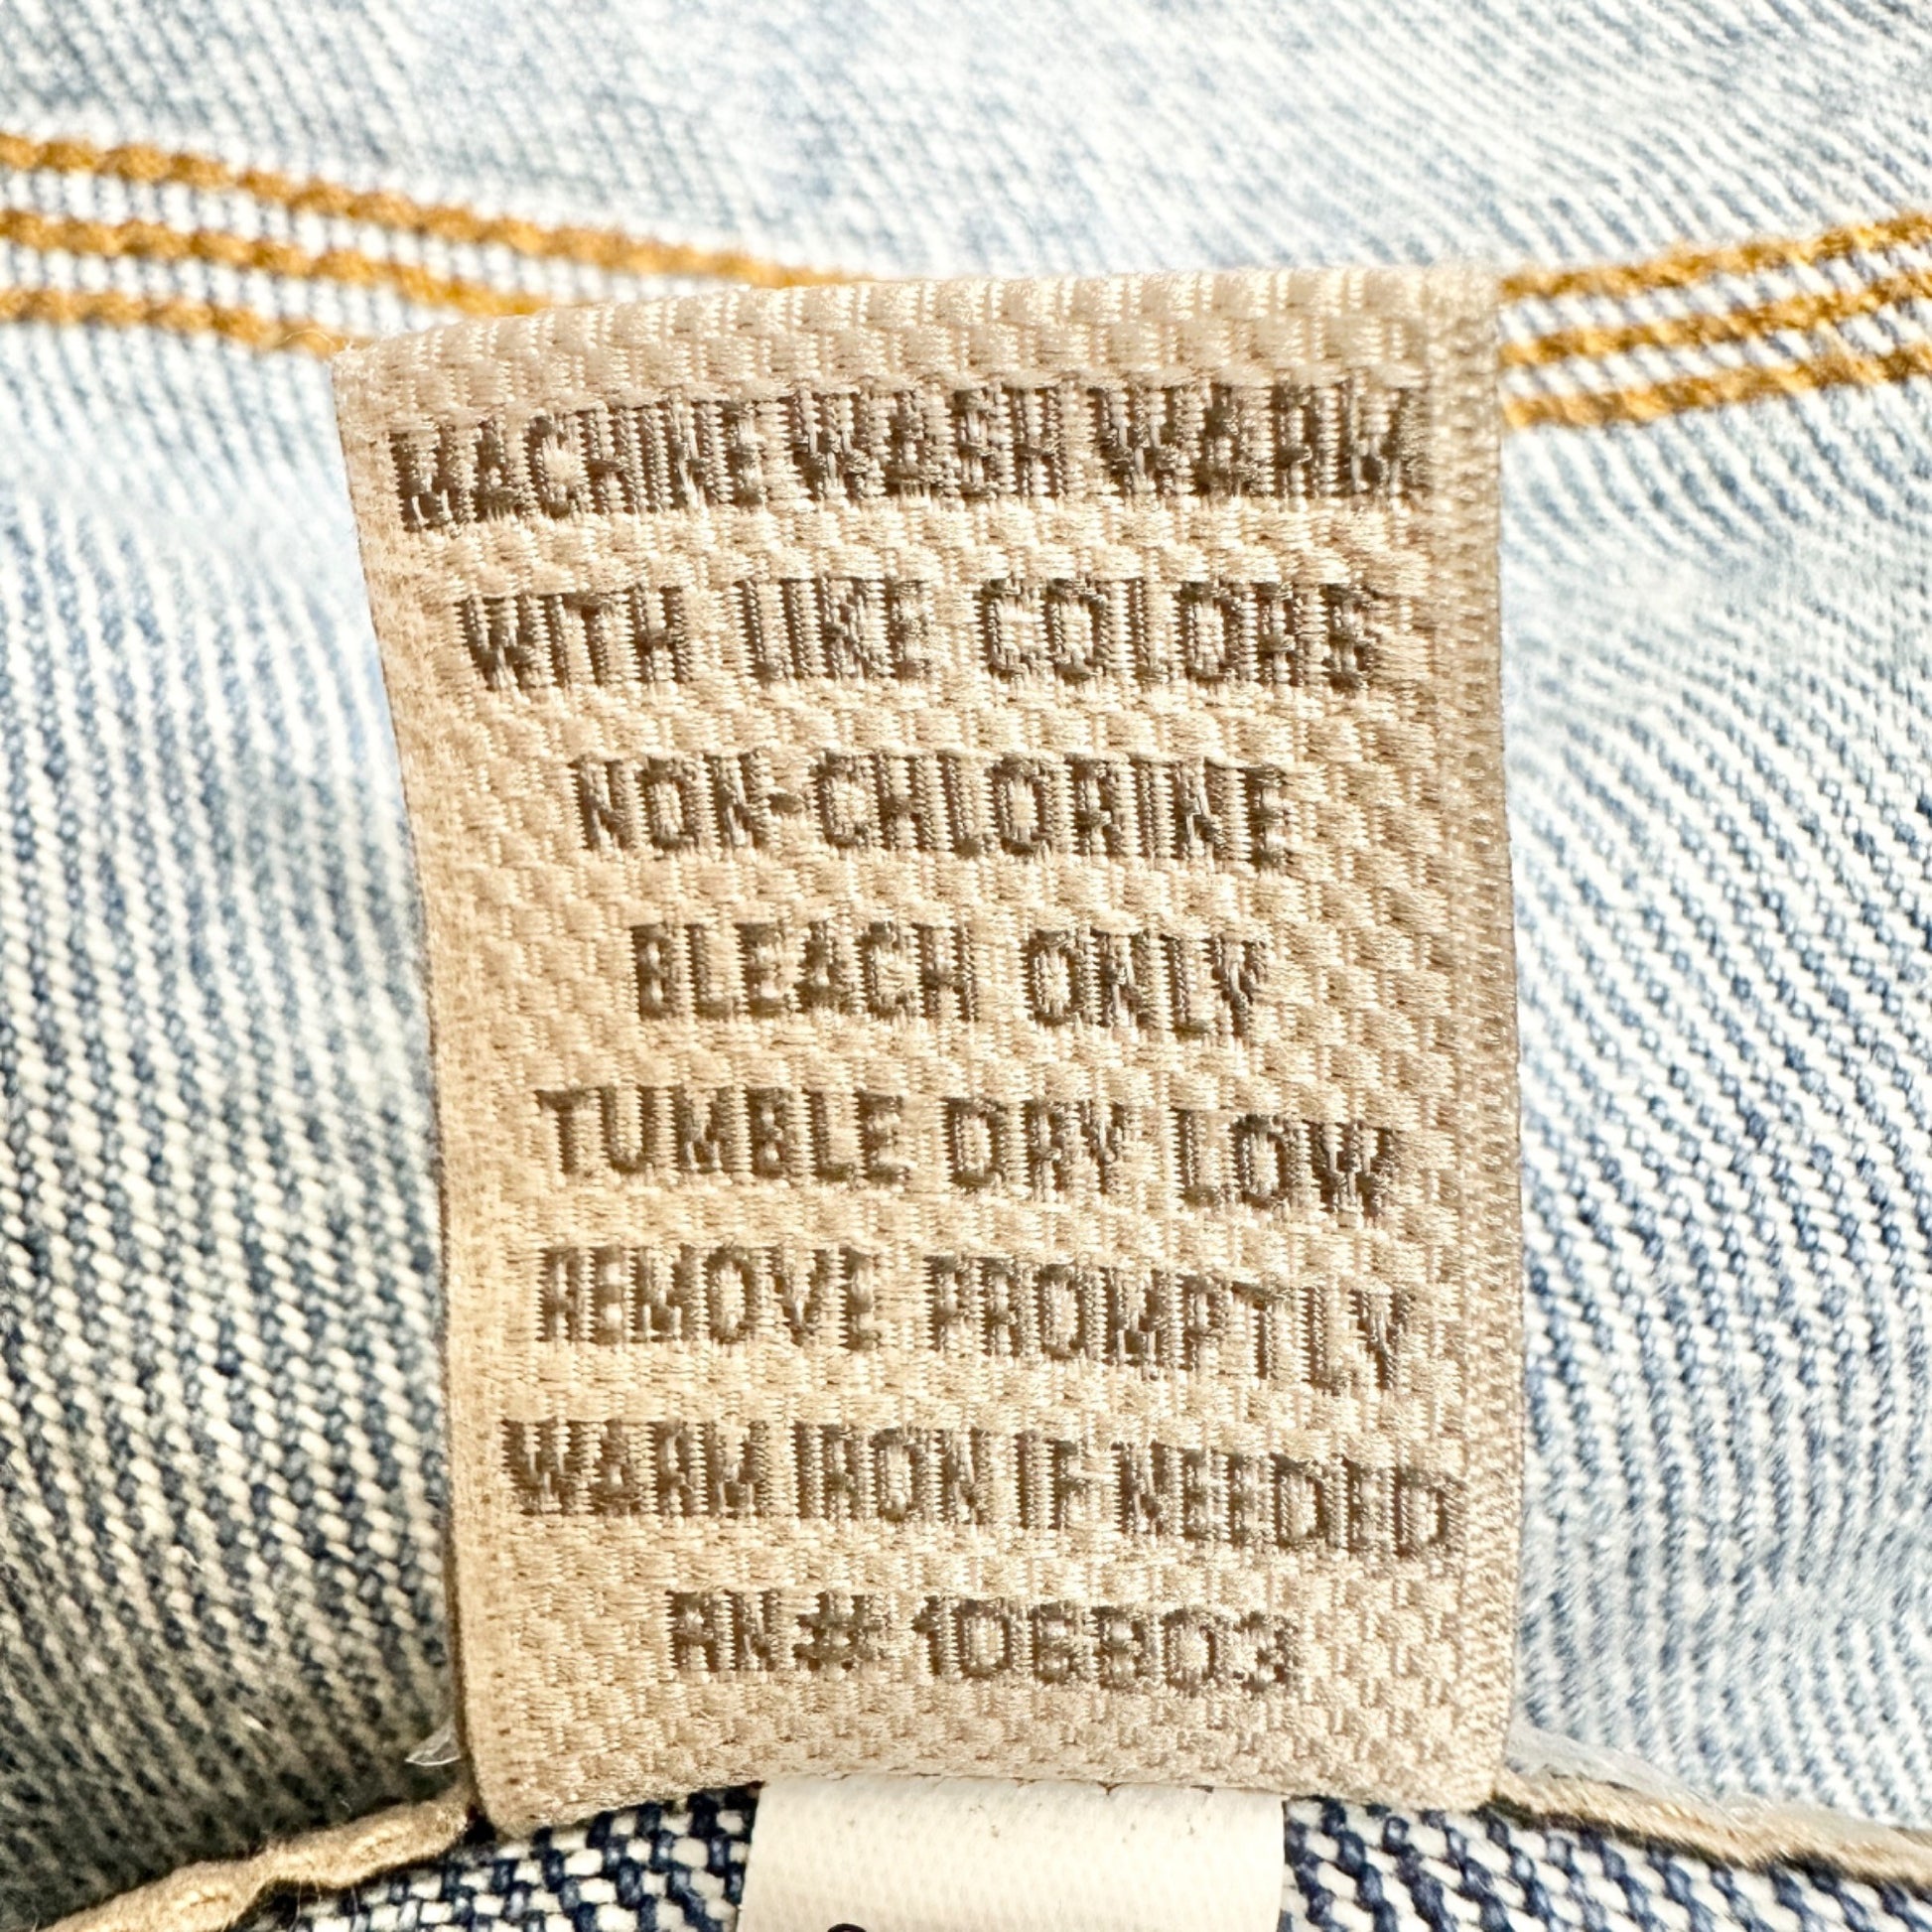 MACHINE WASH WARM
WITH LIKE COLORS
NON-CHLORINE
BLEACH ONLY
TUMBLE DRY LOW
REMOVE PROMPTLY
WARM IRON IF NEEDED
RN# 106803